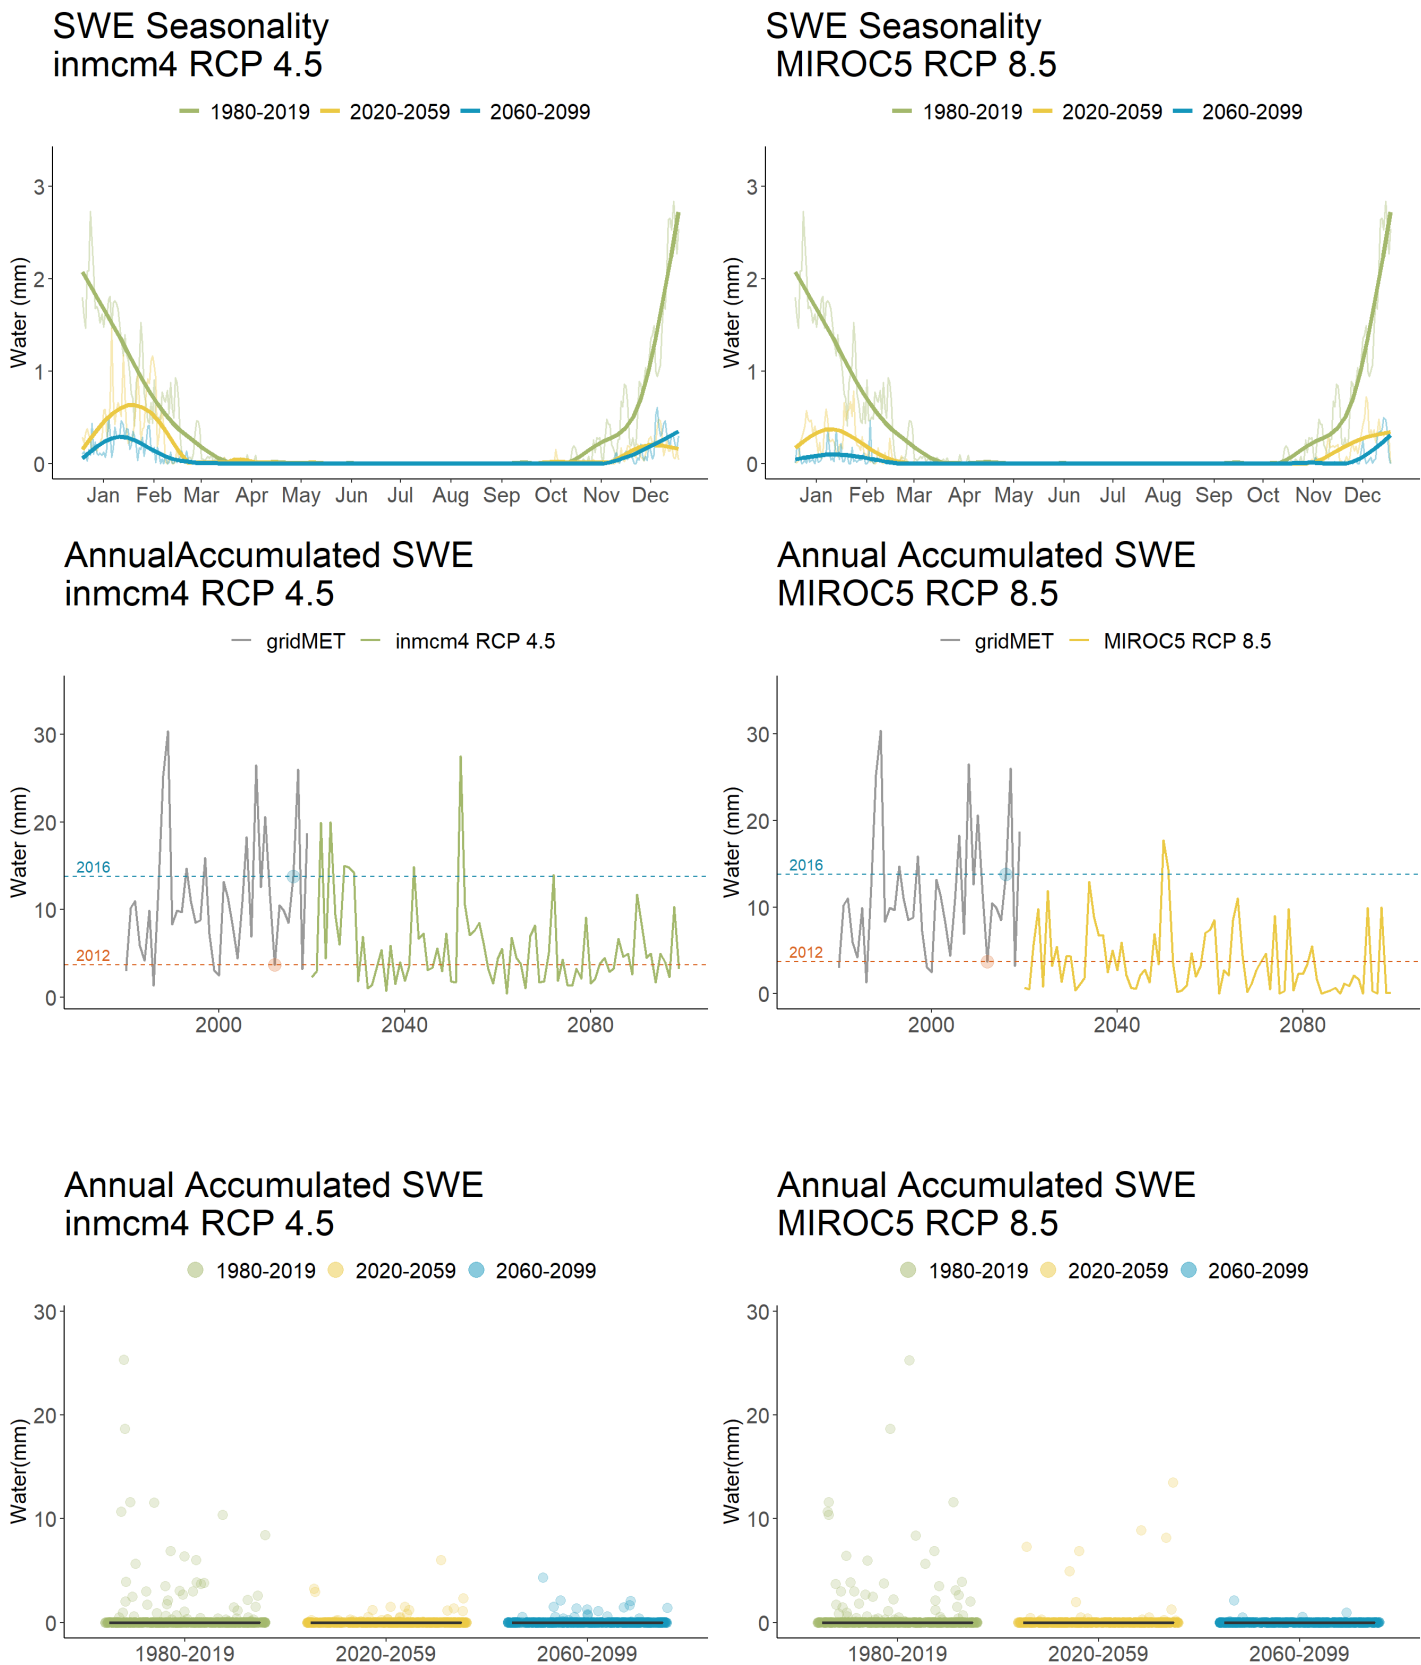 SWE Seasonality
inmcm4 RCP 4.5
1980-2019 2020-2059 2060-2099
Water (mm)
3
2
1
0
Jan Feb Mar Apr May Jun Jul Aug Sep Oct Nov Dec
SWE Seasonality
MIROC5 RCP 8.5
1980-2019 2020-2059 2060-2099
Water (mm)
3
2
1
0
Jan Feb Mar Apr May Jun Jul Aug Sep Oct Nov Dec
AnnualAccumulated SWE
inmcm4 RCP 4.5
gridMET inmcm4 RCP 4.5
Water (mm)
30
20
10
0
2016
2012
2000 2040 2080
Annual Accumulated SWE
MIROC5 RCP 8.5
gridMET MIROC5 RCP 8.5
Water (mm)
30
20
10
0
2016
2012
2000 2040 2080
Annual Accumulated SWE
inmcm4 RCP 4.5
1980-2019 2020-2059 2060-2099
Water(mm)
30
20
10
0
1980-2019 2020-2059 2060-2099
Annual Accumulated SWE
MIROC5 RCP 8.5
1980-2019 2020-2059 2060-2099
Water(mm)
30
20
10
0
1980-2019 2020-2059 2060-2099